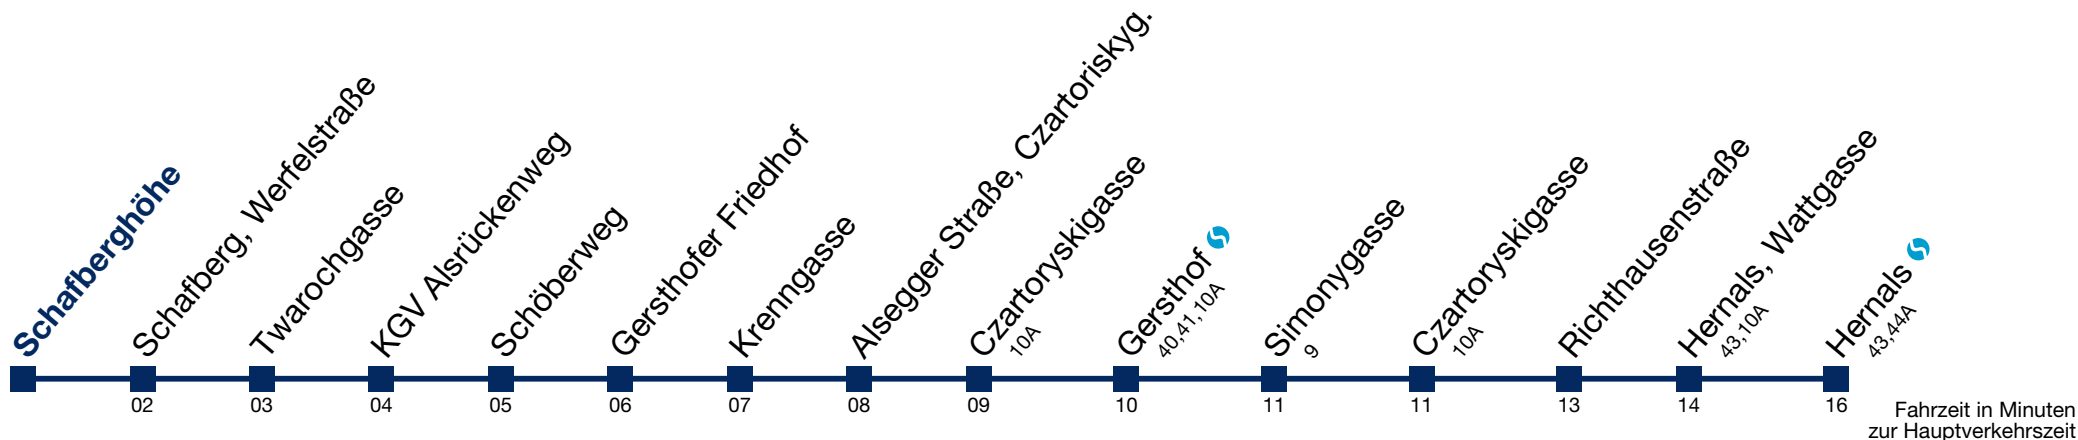 Schafberghöhe
Schafberg, Werfelstraße
02
Twarochgasse
03
KGV Alsrückenweg
04
Schöberweg
05
Gersthofer Friedhof
06
Krenngasse
07
Alsegger Straße, Czartoriskyg.
08
Czartoryskigasse
10A
09
Gersthof
40,41,10A
10
Simonygasse
9
11
Czartoryskigasse
10A
11
Richthausenstraße
13
Hernals, Wattgasse
43,10A
14
Hernals
43,44A
16
Fahrzeit in Minuten
zur Hauptverkehrszeit